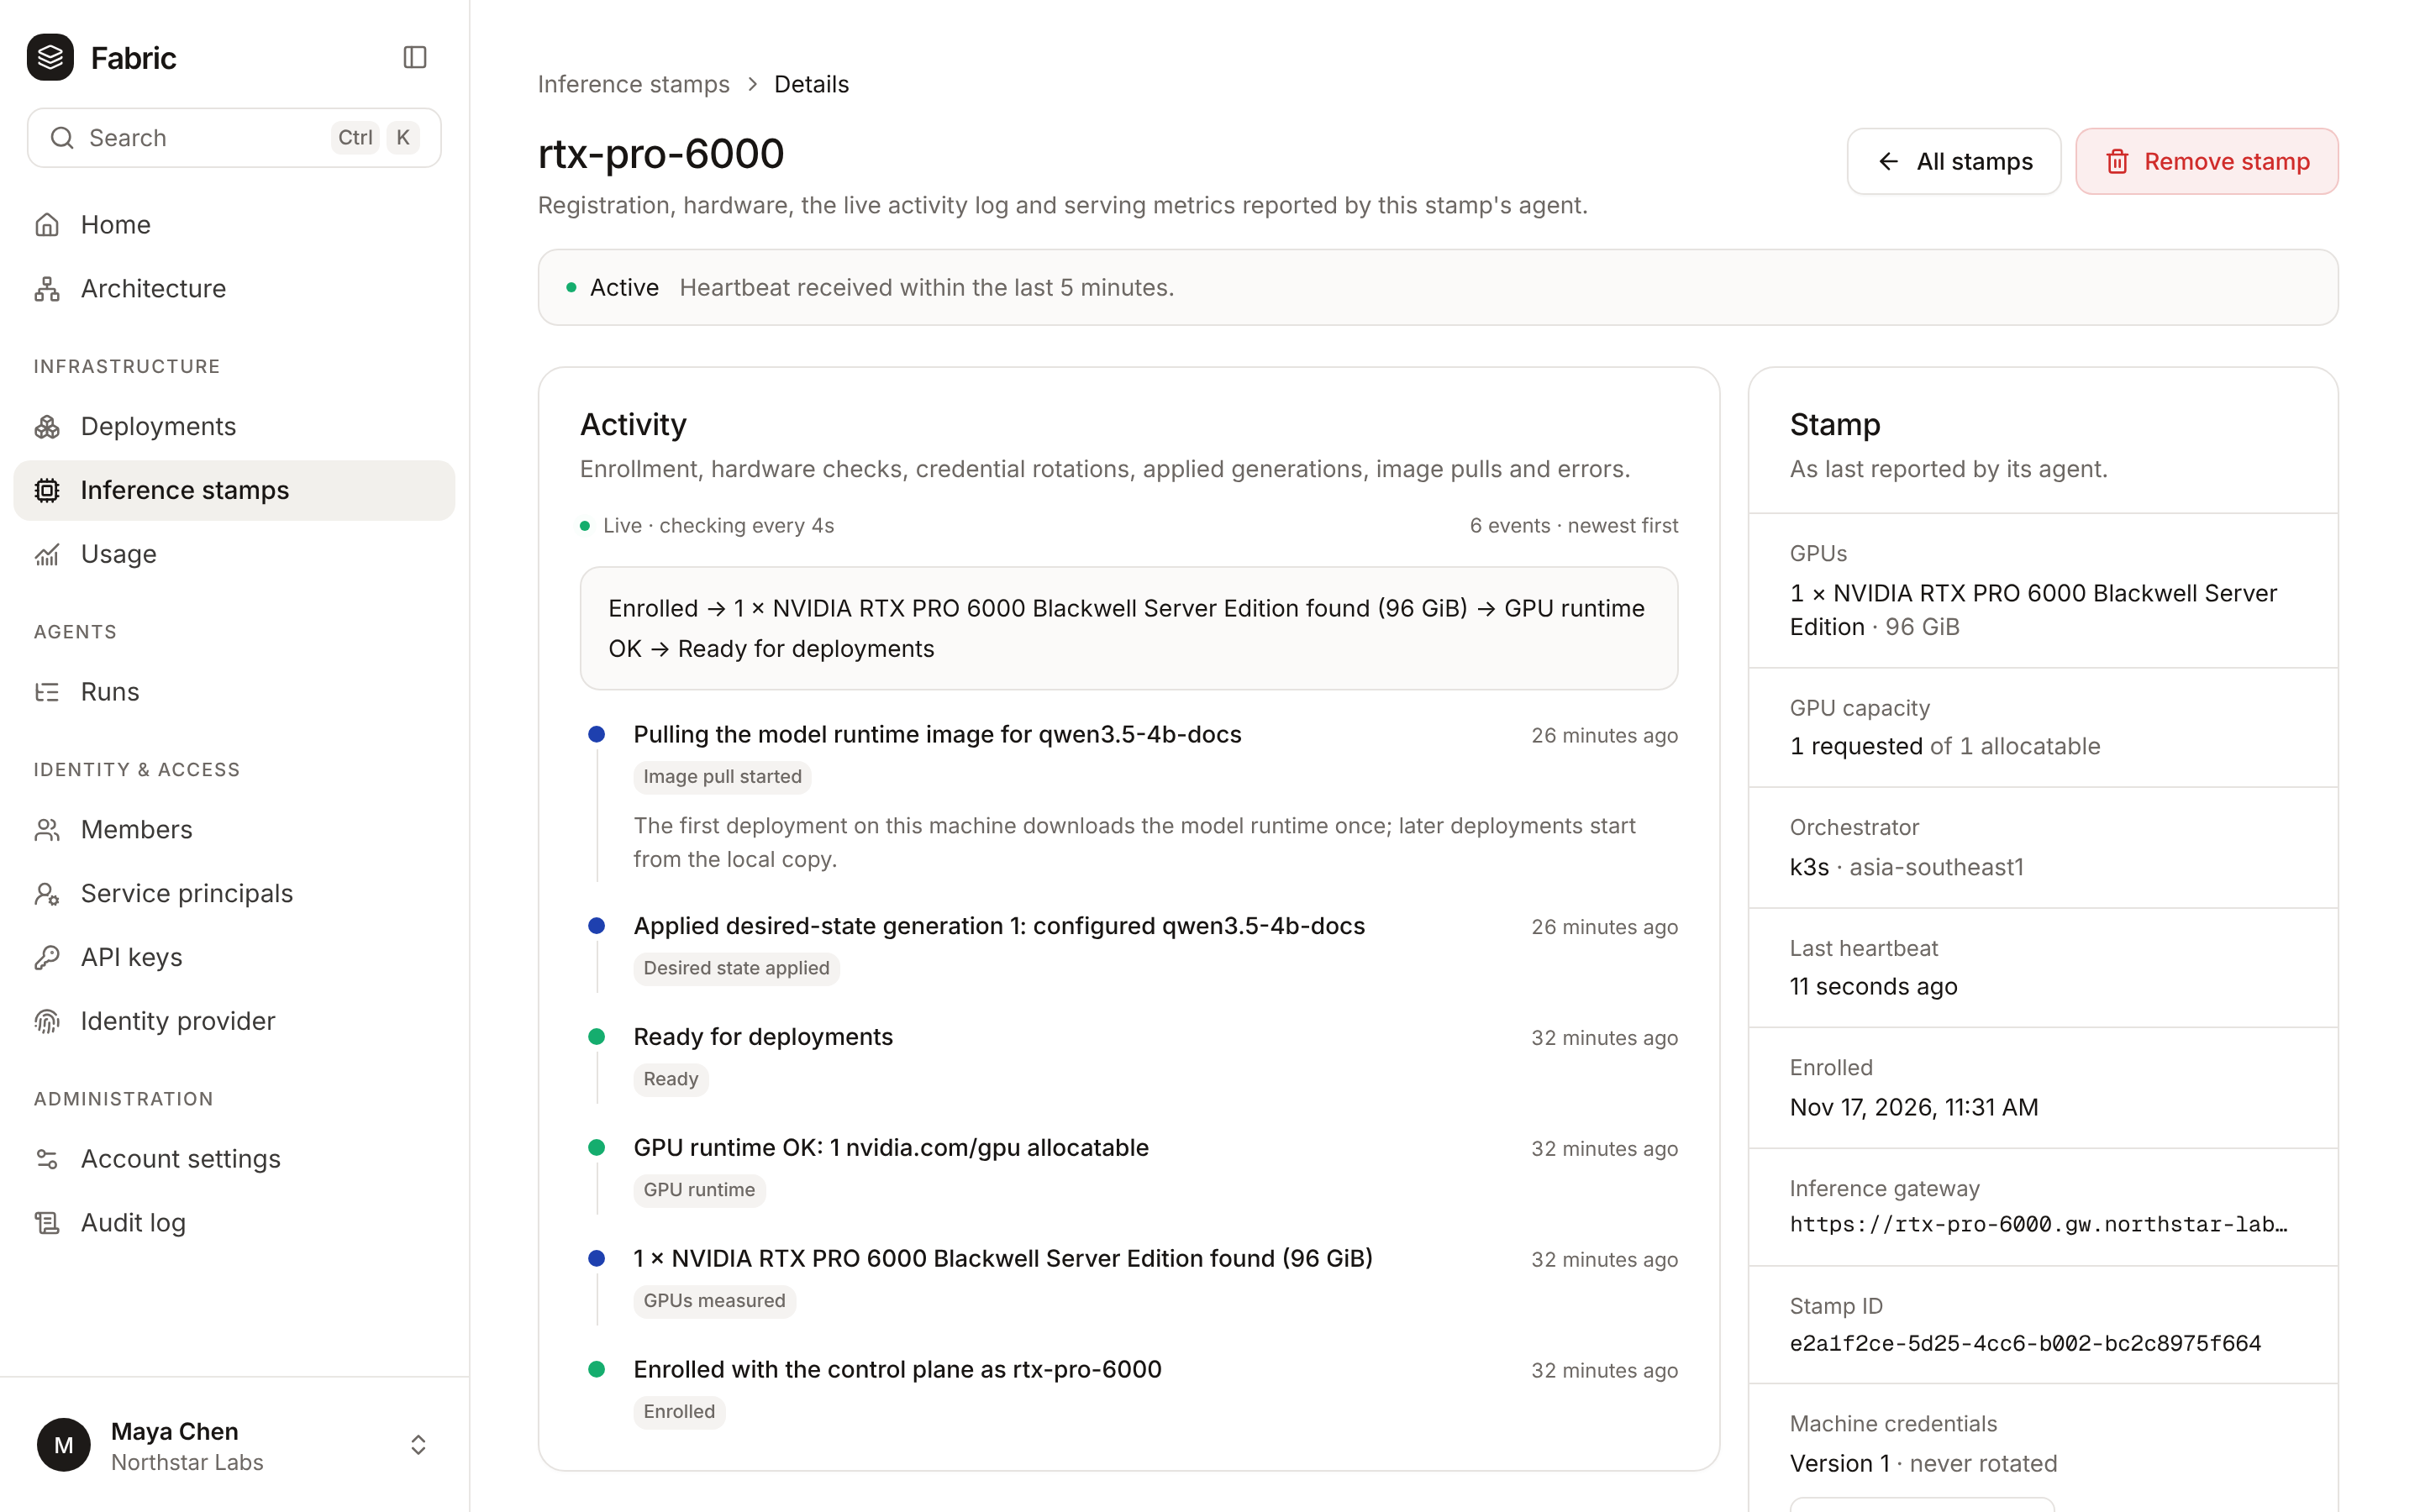 Fabric
Search
Ctrl K
Home
Architecture
INFRASTRUCTURE
Deployments
Inference stamps
Usage
AGENTS
Runs
IDENTITY & ACCESS
Members
Service principals
API keys
Identity provider
ADMINISTRATION
Account settings
Audit log
M
Maya Chen
Northstar Labs
Inference stamps > Details
rtx-pro-6000
Registration, hardware, the live activity log and serving metrics reported by this stamp's agent.
← All stamps
Remove stamp
Active Heartbeat received within the last 5 minutes.
Activity
Enrollment, hardware checks, credential rotations, applied generations, image pulls and errors.
Live · checking every 4s
6 events · newest first
Enrolled → 1 × NVIDIA RTX PRO 6000 Blackwell Server Edition found (96 GiB) → GPU runtime
OK → Ready for deployments
Pulling the model runtime image for qwen3.5-4b-docs
26 minutes ago
Image pull started
The first deployment on this machine downloads the model runtime once; later deployments start
from the local copy.
Applied desired-state generation 1: configured qwen3.5-4b-docs
26 minutes ago
Desired state applied
Ready for deployments
32 minutes ago
Ready
GPU runtime OK: 1 nvidia.com/gpu allocatable
32 minutes ago
GPU runtime
1 × NVIDIA RTX PRO 6000 Blackwell Server Edition found (96 GiB)
32 minutes ago
GPUs measured
Enrolled with the control plane as rtx-pro-6000
32 minutes ago
Enrolled
Stamp
As last reported by its agent.
GPUs
1 × NVIDIA RTX PRO 6000 Blackwell Server
Edition · 96 GiB
GPU capacity
1 requested of 1 allocatable
Orchestrator
k3s · asia-southeast1
Last heartbeat
11 seconds ago
Enrolled
Nov 17, 2026, 11:31 AM
Inference gateway
https://rtx-pro-6000.gw.northstar-lab…
Stamp ID
e2a1f2ce-5d25-4cc6-b002-bc2c8975f664
Machine credentials
Version 1 · never rotated